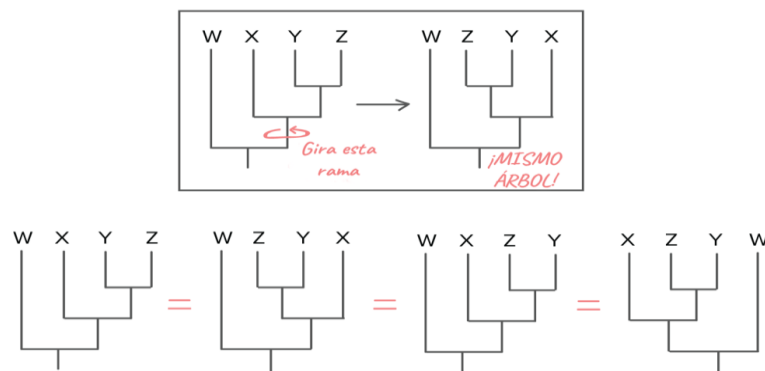 W X Y Z
W Z Y X
Gira esta
rama
¡MISMO
ÁRBOL!
W X Y Z = W Z Y X = W X Z Y = X Z Y W